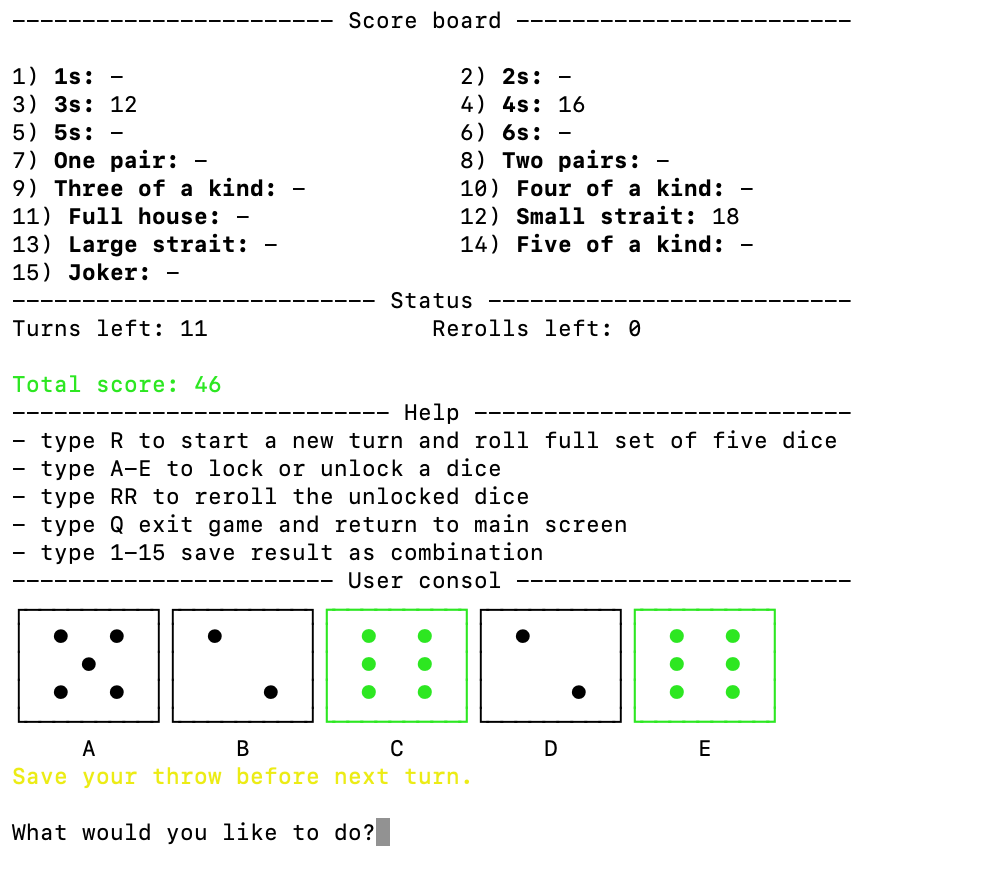 ----------------------- Score board ------------------------
1) 1s: - 2) 2s: -
3) 3s: 12 4) 4s: 16
5) 5s: - 6) 6s: -
7) One pair: - 8) Two pairs: -
9) Three of a kind: - 10) Four of a kind: -
11) Full house: - 12) Small strait: 18
13) Large strait: - 14) Five of a kind: -
15) Joker: -
-------------------------- Status --------------------------
Turns left: 11 Rerolls left: 0
Total score: 46
--------------------------- Help ---------------------------
- type R to start a new turn and roll full set of five dice
- type A-E to lock or unlock a dice
- type RR to reroll the unlocked dice
- type Q exit game and return to main screen
- type 1-15 save result as combination
----------------------- User consol ------------------------
A B C D E
Save your throw before next turn.
What would you like to do?